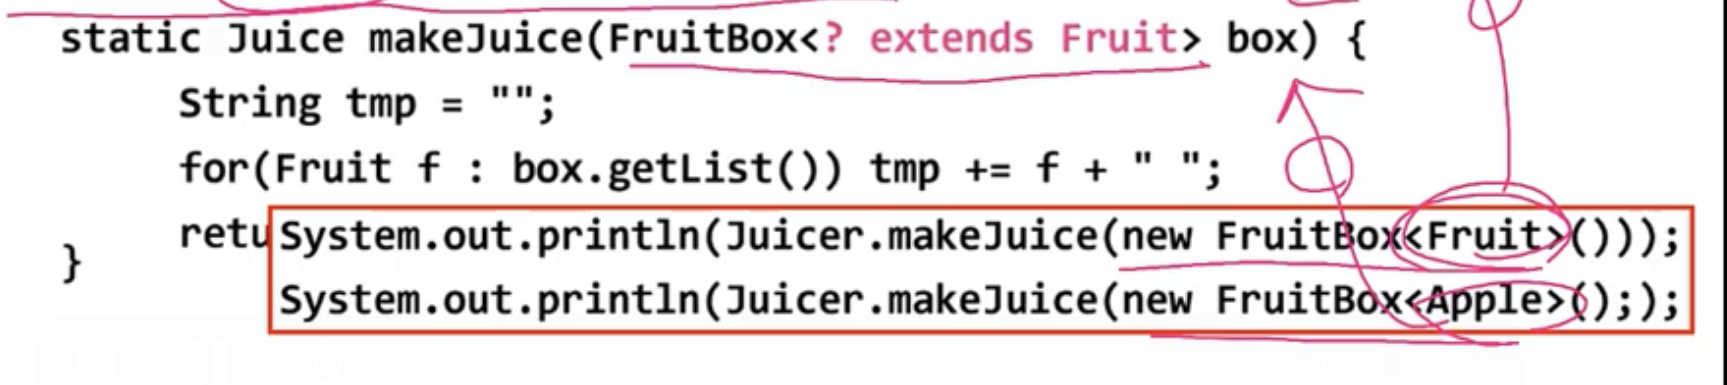 static Juice makeJuice(FruitBox<? extends Fruit> box) {
String tmp = "";
for(Fruit f : box.getList()) tmp += f + " ";
retu
System.out.println(Juicer.makeJuice(new FruitBox<Fruit>()));
}
System.out.println(Juicer.makeJuice(new FruitBox<Apple>(););